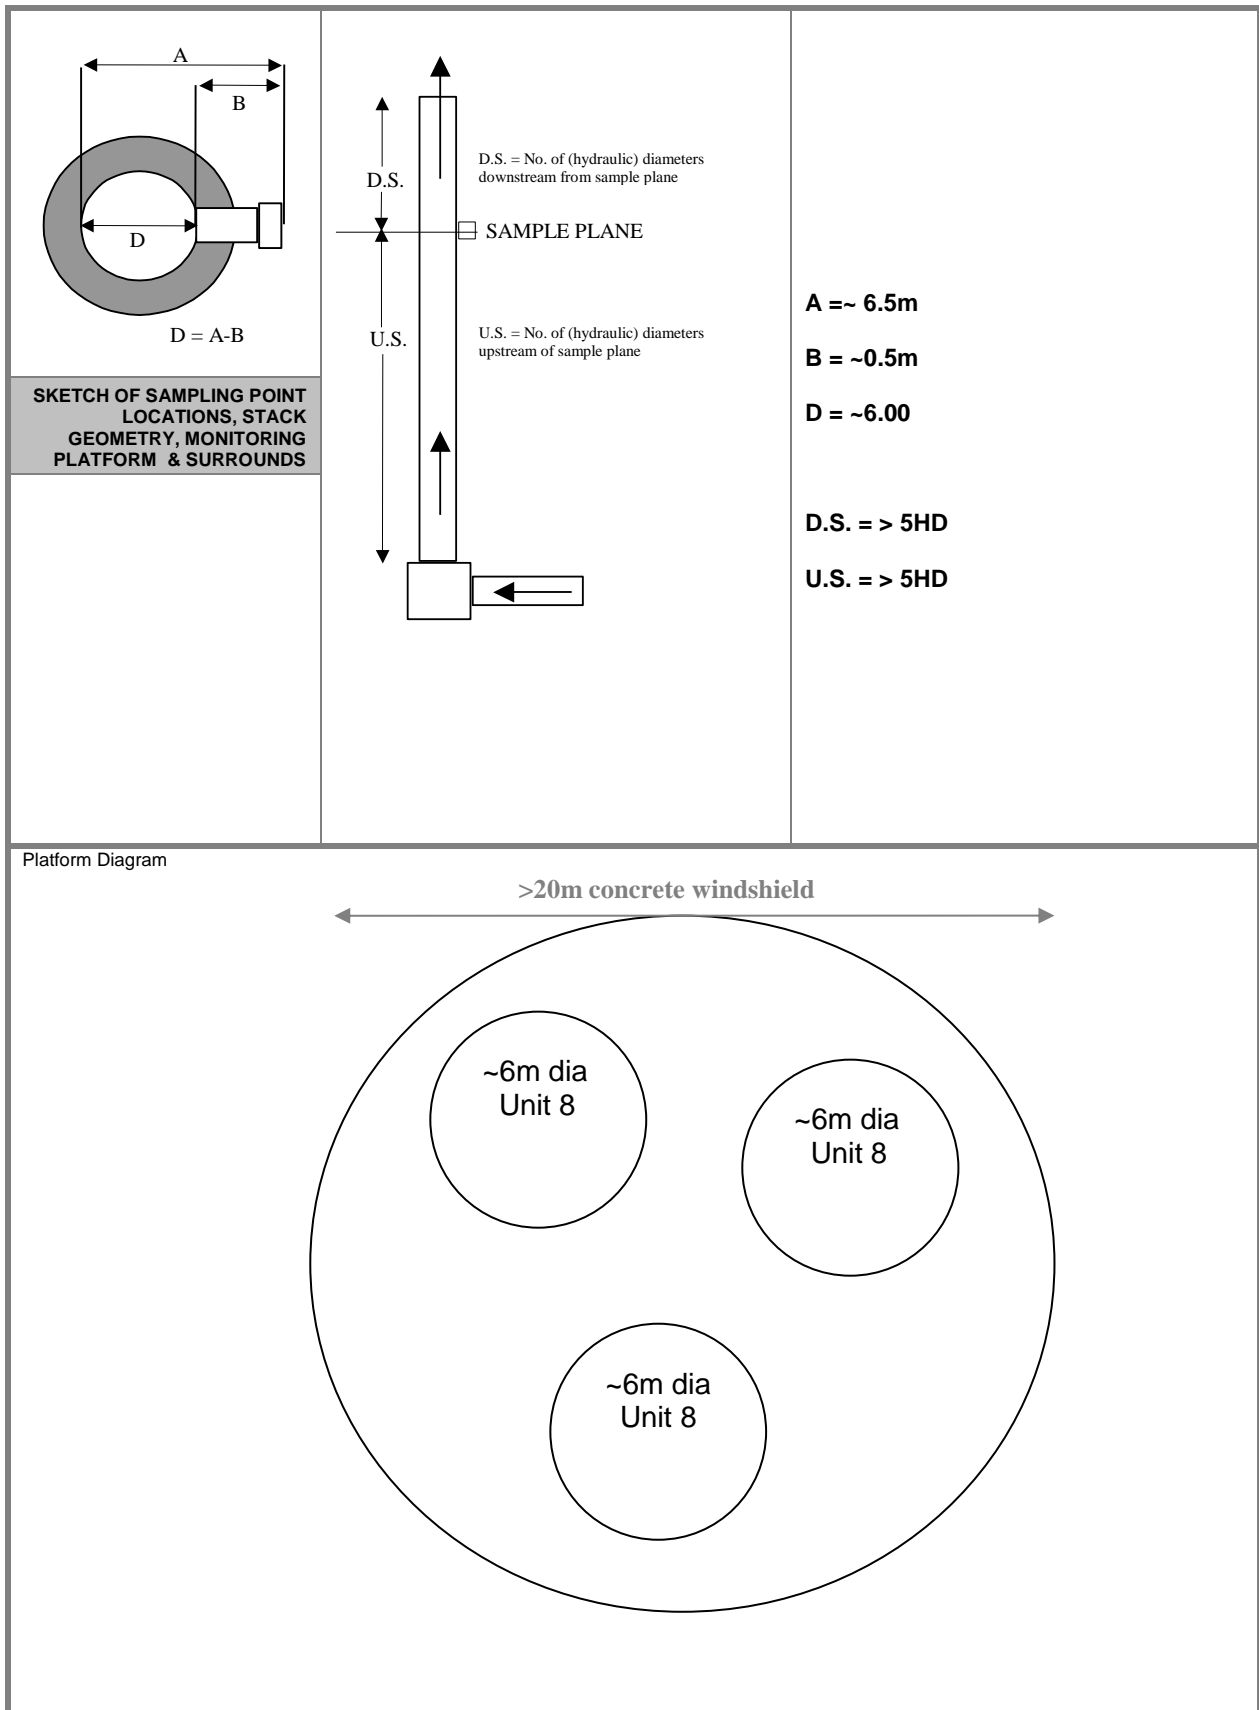 A
B
D
D = A-B
SKETCH OF SAMPLING POINT
LOCATIONS, STACK
GEOMETRY, MONITORING
PLATFORM & SURROUNDS
D.S.
D.S. = No. of (hydraulic) diameters
downstream from sample plane
SAMPLE PLANE
U.S.
U.S. = No. of (hydraulic) diameters
upstream of sample plane
A =~ 6.5m
B = ~0.5m
D = ~6.00
D.S. = > 5HD
U.S. = > 5HD
Platform Diagram
>20m concrete windshield
~6m dia
Unit 8
~6m dia
Unit 8
~6m dia
Unit 8